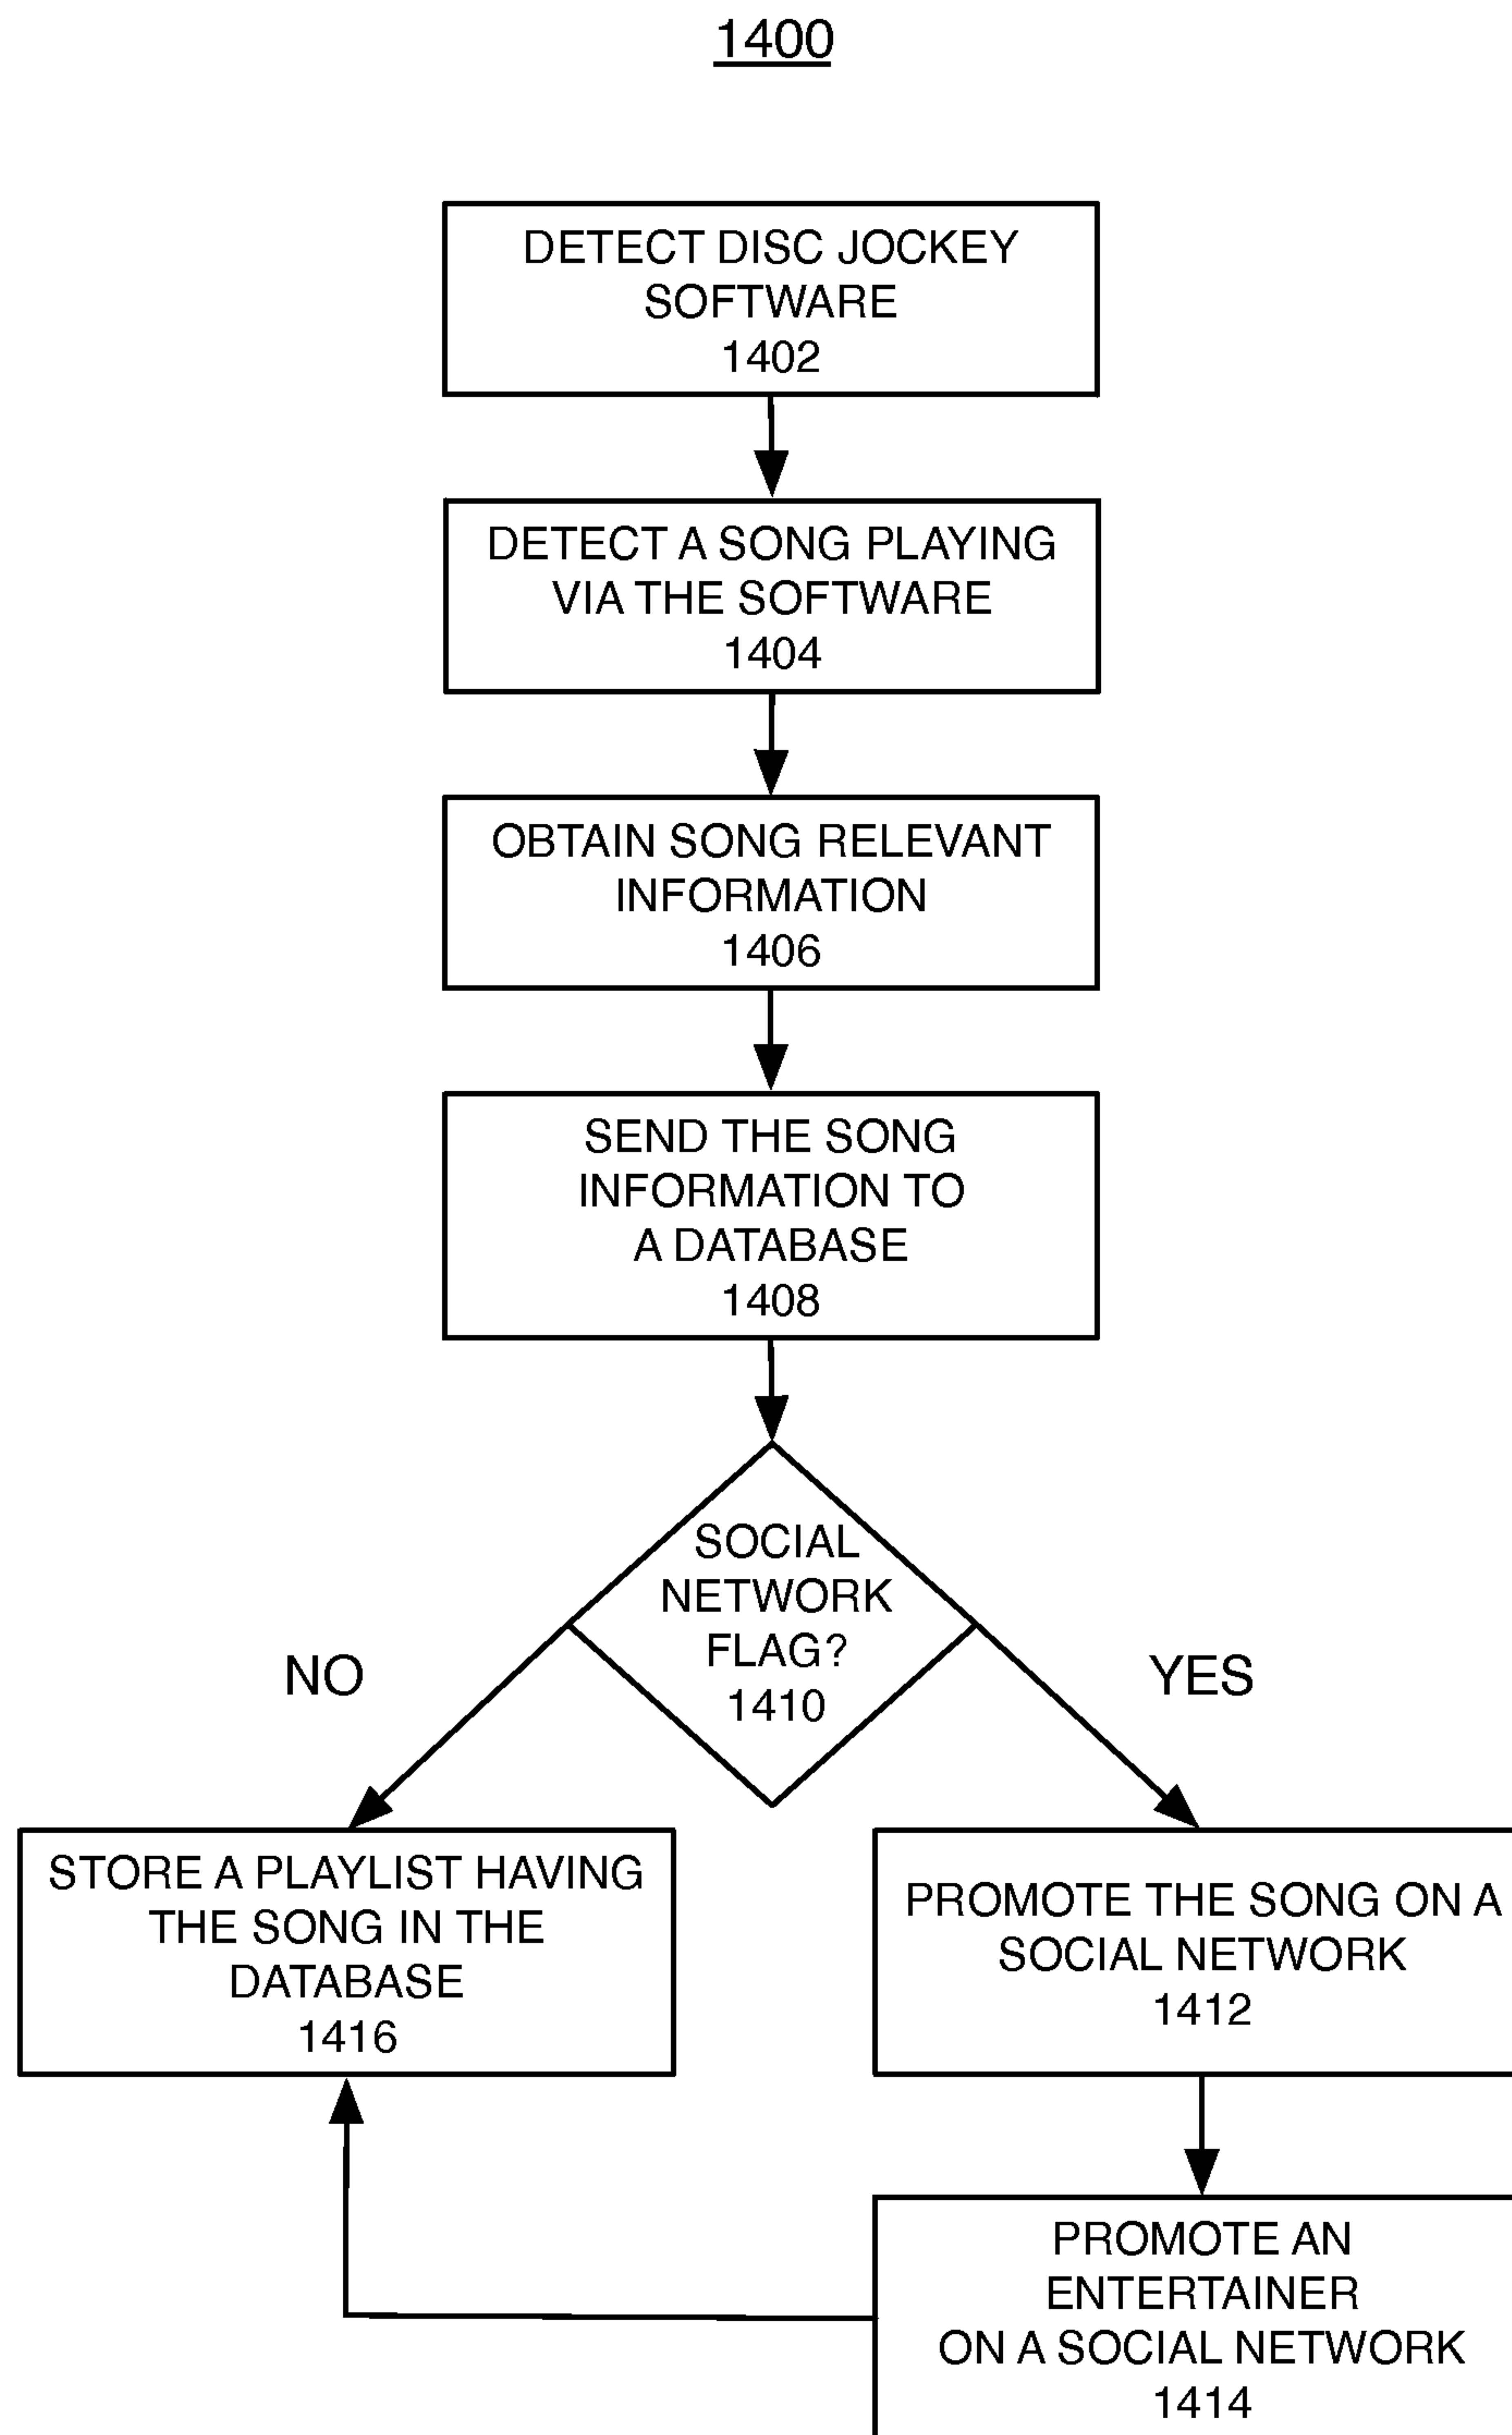 1400
DETECT DISC JOCKEY
SOFTWARE
1402
DETECT A SONG PLAYING
VIA THE SOFTWARE
1404
OBTAIN SONG RELEVANT
INFORMATION
1406
SEND THE SONG
INFORMATION TO
A DATABASE
1408
SOCIAL
NETWORK
FLAG?
1410
NO
YES
STORE A PLAYLIST HAVING
THE SONG IN THE
DATABASE
1416
PROMOTE THE SONG ON A
SOCIAL NETWORK
1412
PROMOTE AN
ENTERTAINER
ON A SOCIAL NETWORK
1414